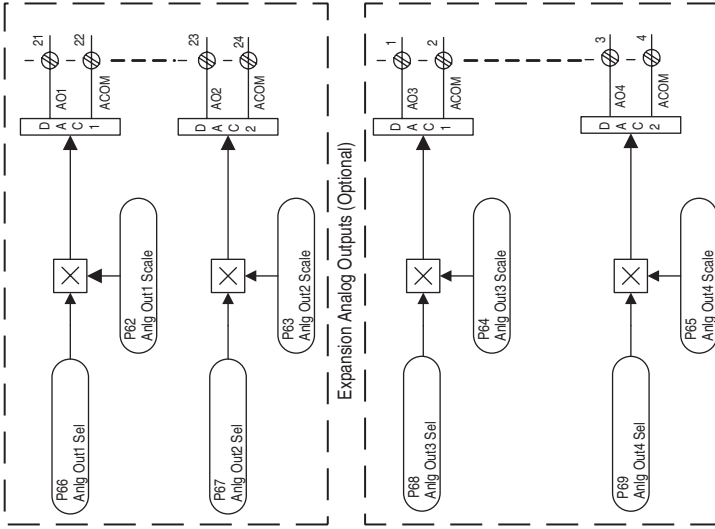 P66
Anlg Out1 Sel
P62
Anlg Out1 Scale
D
A
C
1
AO1
21
ACOM
22
P67
Anlg Out2 Sel
P63
Anlg Out2 Scale
D
A
C
2
AO2
23
ACOM
24
Expansion Analog Outputs (Optional)
P68
Anlg Out3 Sel
P64
Anlg Out3 Scale
D
A
C
1
AO3
1
ACOM
2
P69
Anlg Out4 Sel
P65
Anlg Out4 Scale
D
A
C
2
AO4
3
ACOM
4